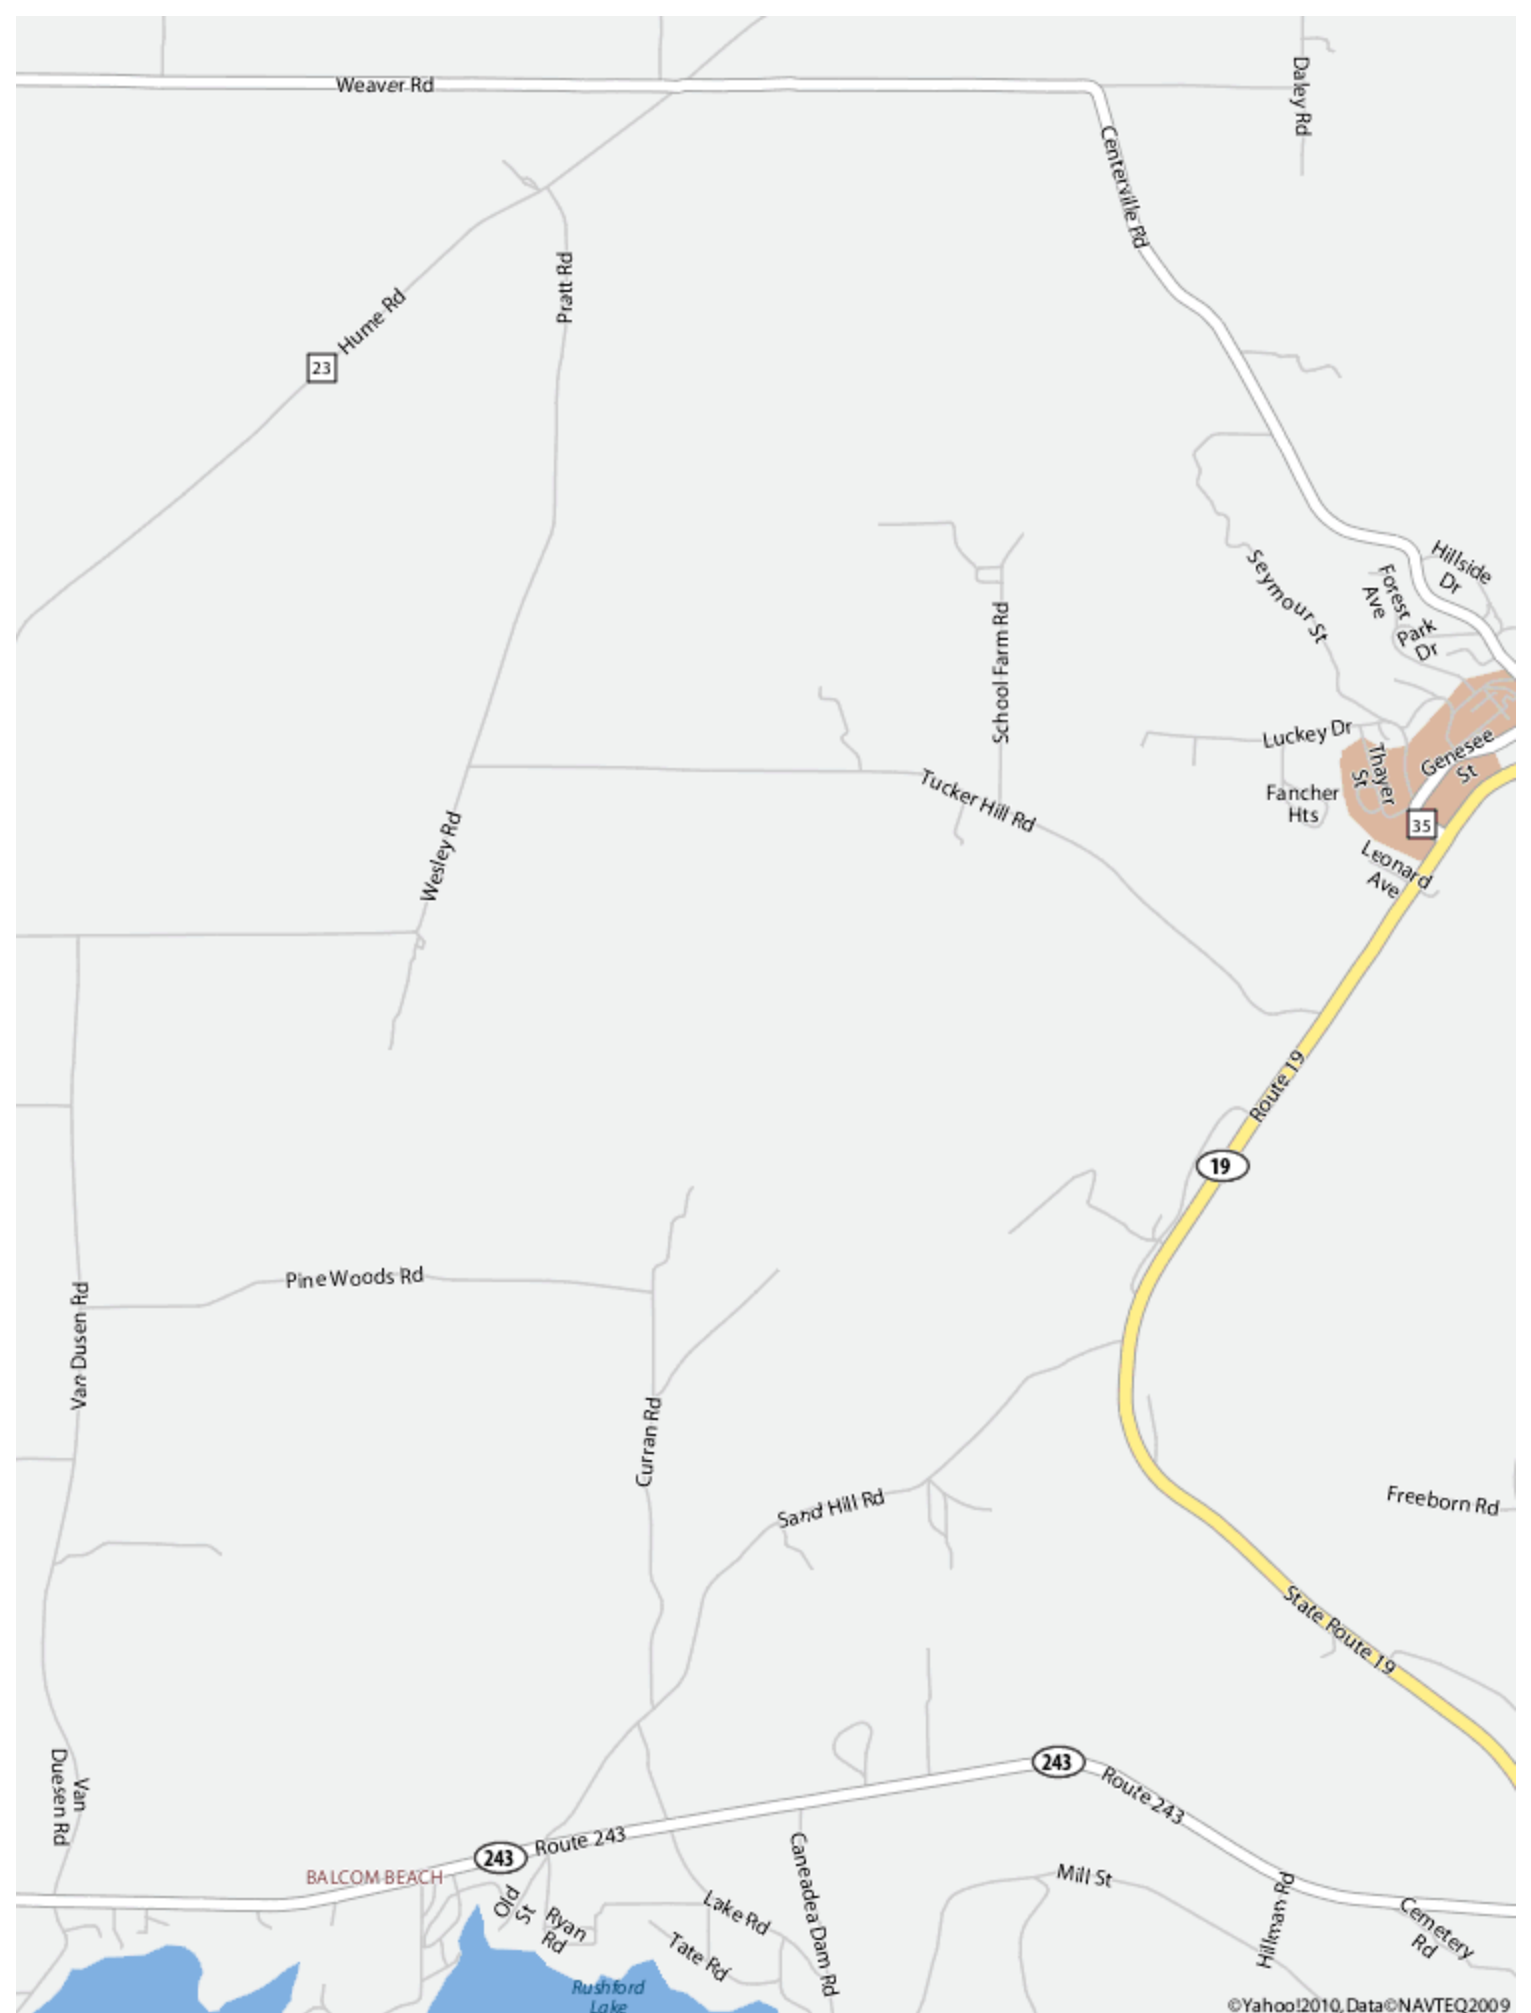 Weaver Rd
Daley Rd
Centerville Rd
Pratt Rd
Hume Rd
23
Hillside
Dr
Forest
Ave
Seymour St
Park
Dr
School Farm Rd
Luckey Dr
Genesee
St
Thayer
St
Tucker Hill Rd
Fancher
Hts
35
Wesley Rd
Leonard
Ave
Route 19
19
Pine Woods Rd
Van Dusen Rd
Curran Rd
Sand Hill Rd
Freeborn Rd
State Route 19
243
Route 243
Van
Duesen Rd
243
Route 243
BALCOM BEACH
Caneadea Dam Rd
Mill St
Hillman Rd
Old
St
Ryan
Rd
Lake Rd
Tate Rd
Cemetery
Rd
Rushford
Lake
©Yahoo!2010, Data©NAVTEQ2009